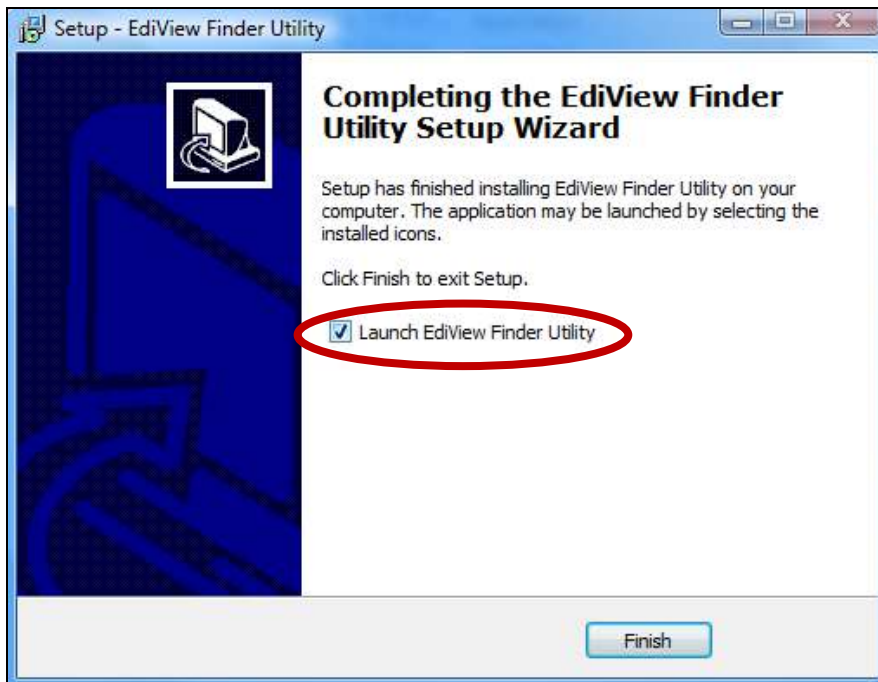 Setup - EdiView Finder Utility
Completing the EdiView Finder
Utility Setup Wizard
Setup has finished installing EdiView Finder Utility on your
computer. The application may be launched by selecting the
installed icons.
Click Finish to exit Setup.
Launch EdiView Finder Utility
Finish